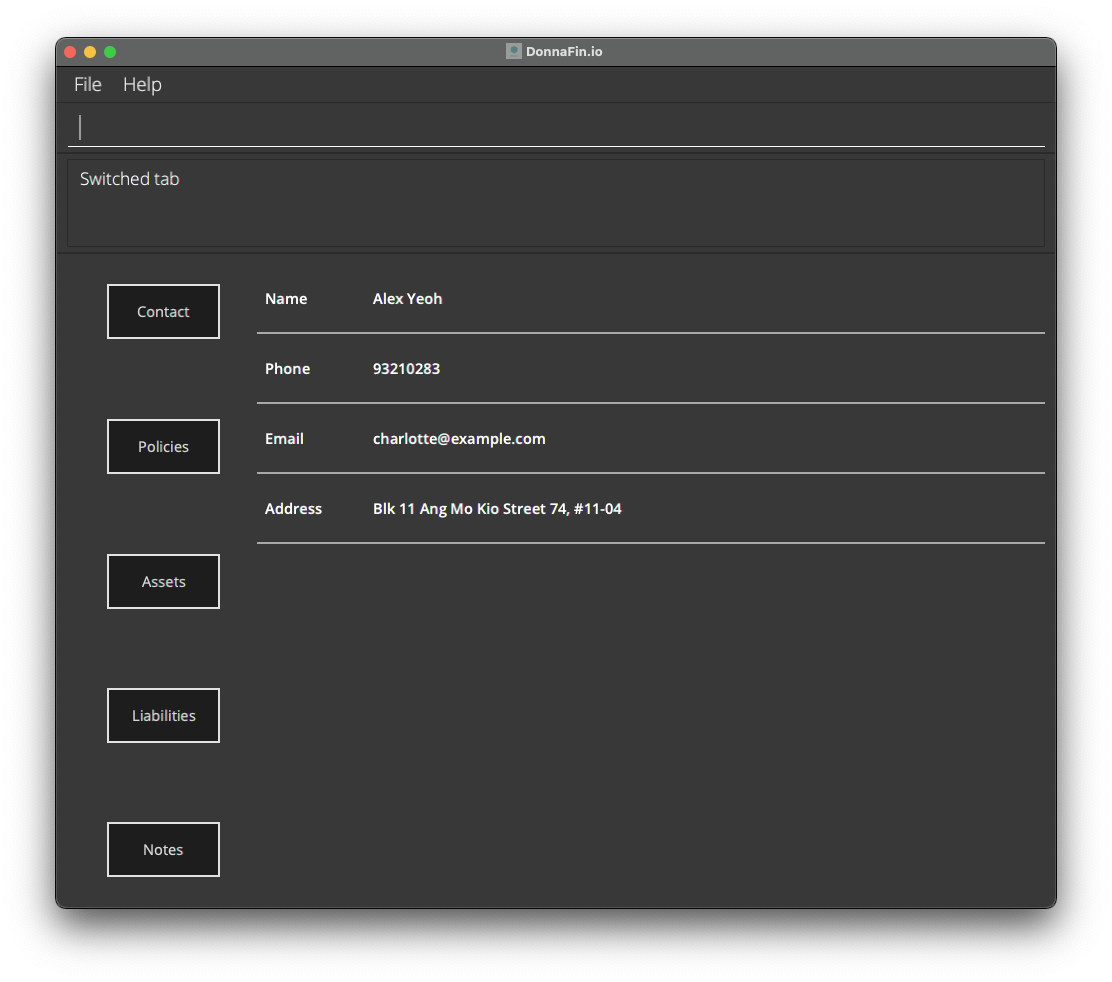 DonnaFin.io
File Help
Switched tab
Contact
Name Alex Yeoh
Phone 93210283
Policies
Email charlotte@example.com
Address Blk 11 Ang Mo Kio Street 74, #11-04
Assets
Liabilities
Notes